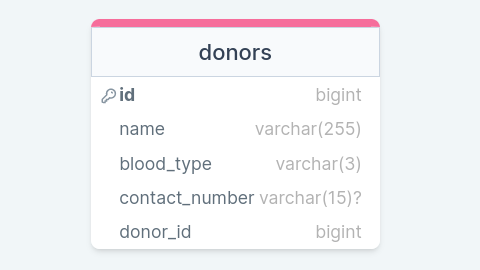 donors
id bigint
name varchar(255)
blood_type varchar(3)
contact_number varchar(15)?
donor_id bigint